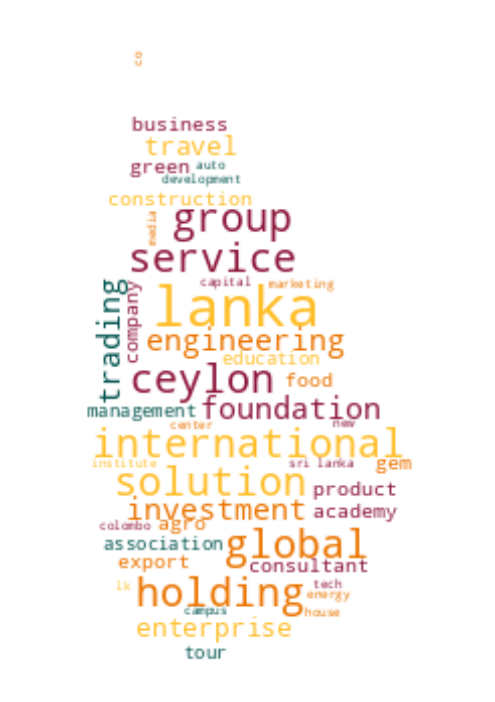 co
business
travel
green auto
development
construction
media group
service
capital marketing
lanka
trading company
engineering
education
ceylon food
management foundation
center new
international
institute sri lanka gem
solution product
investment academy
colombo agro
association global
export consultant
lk holding tech
energy
campus house
enterprise
tour